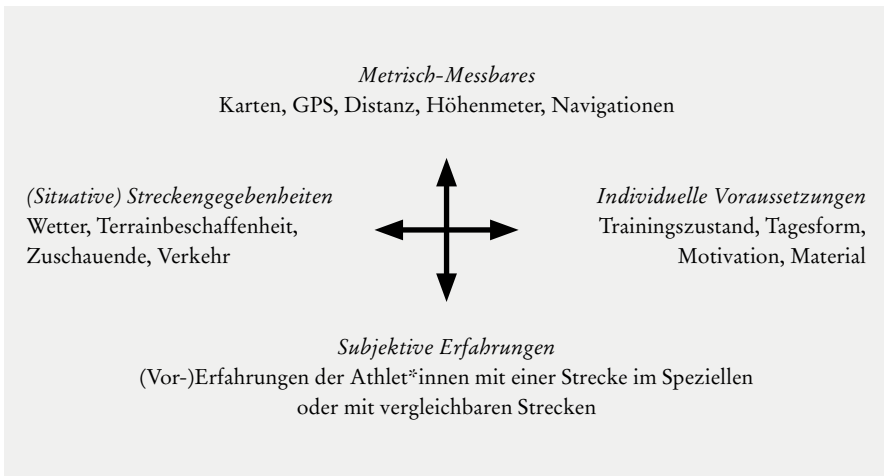 Metrisch-Messbares
Karten, GPS, Distanz, Höhenmeter, Navigationen
(Situative) Streckengegebenheiten
Wetter, Terrainbeschaffenheit,
Zuschauende, Verkehr
Individuelle Voraussetzungen
Trainingszustand, Tagesform,
Motivation, Material
Subjektive Erfahrungen
(Vor-)Erfahrungen der Athlet*innen mit einer Strecke im Speziellen
oder mit vergleichbaren Strecken